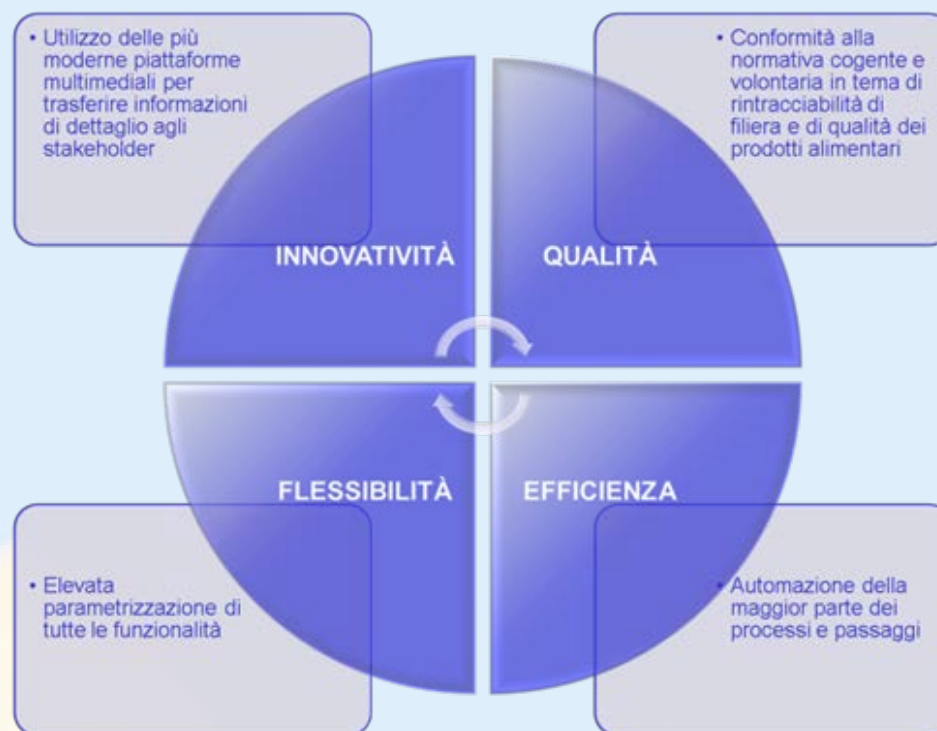 • Utilizzo delle più
moderne piattaforme
multimediali per
trasferire informazioni
di dettaglio agli
stakeholder
• Conformità alla
normativa cogente e
volontaria in tema di
rintracciabilità di
filiera e di qualità dei
prodotti alimentari
INNOVATIVITÀ
QUALITÀ
FLESSIBILITÀ
EFFICIENZA
• Elevata
parametrizzazione di
tutte le funzionalità
• Automazione della
maggior parte dei
processi e passaggi